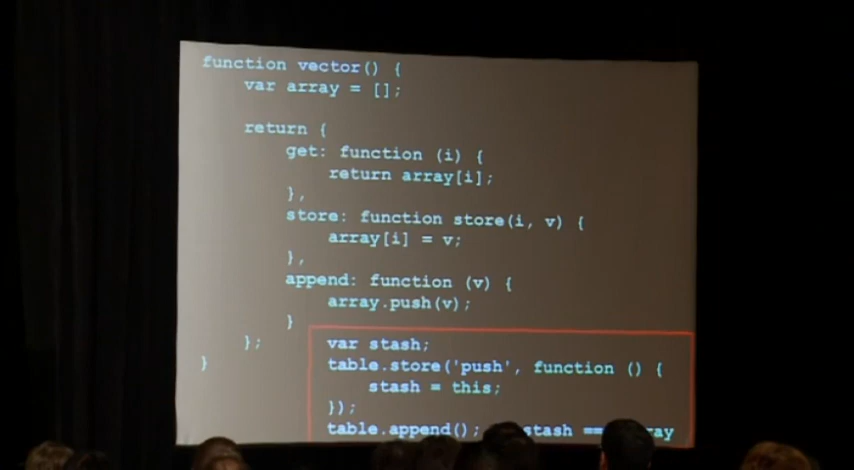 function vector() {
    var array = [];
    return {
        get: function (i) {
            return array[i];
        },
        store: function store(i, v) {
            array[i] = v;
        },
        append: function (v) {
            array.push(v);
        }
    };
}
var stash;
table.store('push', function () {
    stash = this;
});
table.append(); stash ==